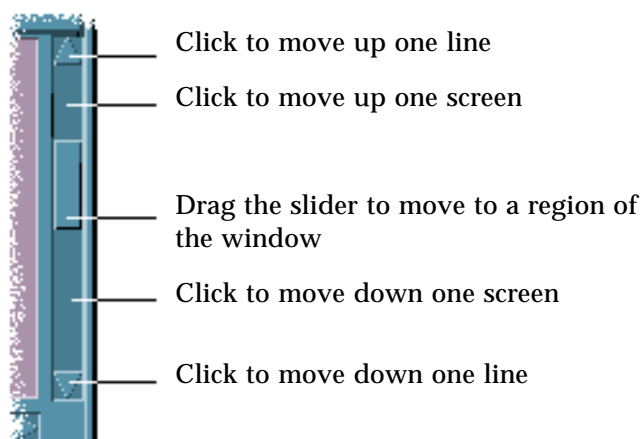 Click to move up one line
Click to move up one screen
Drag the slider to move to a region of
the window
Click to move down one screen
Click to move down one line